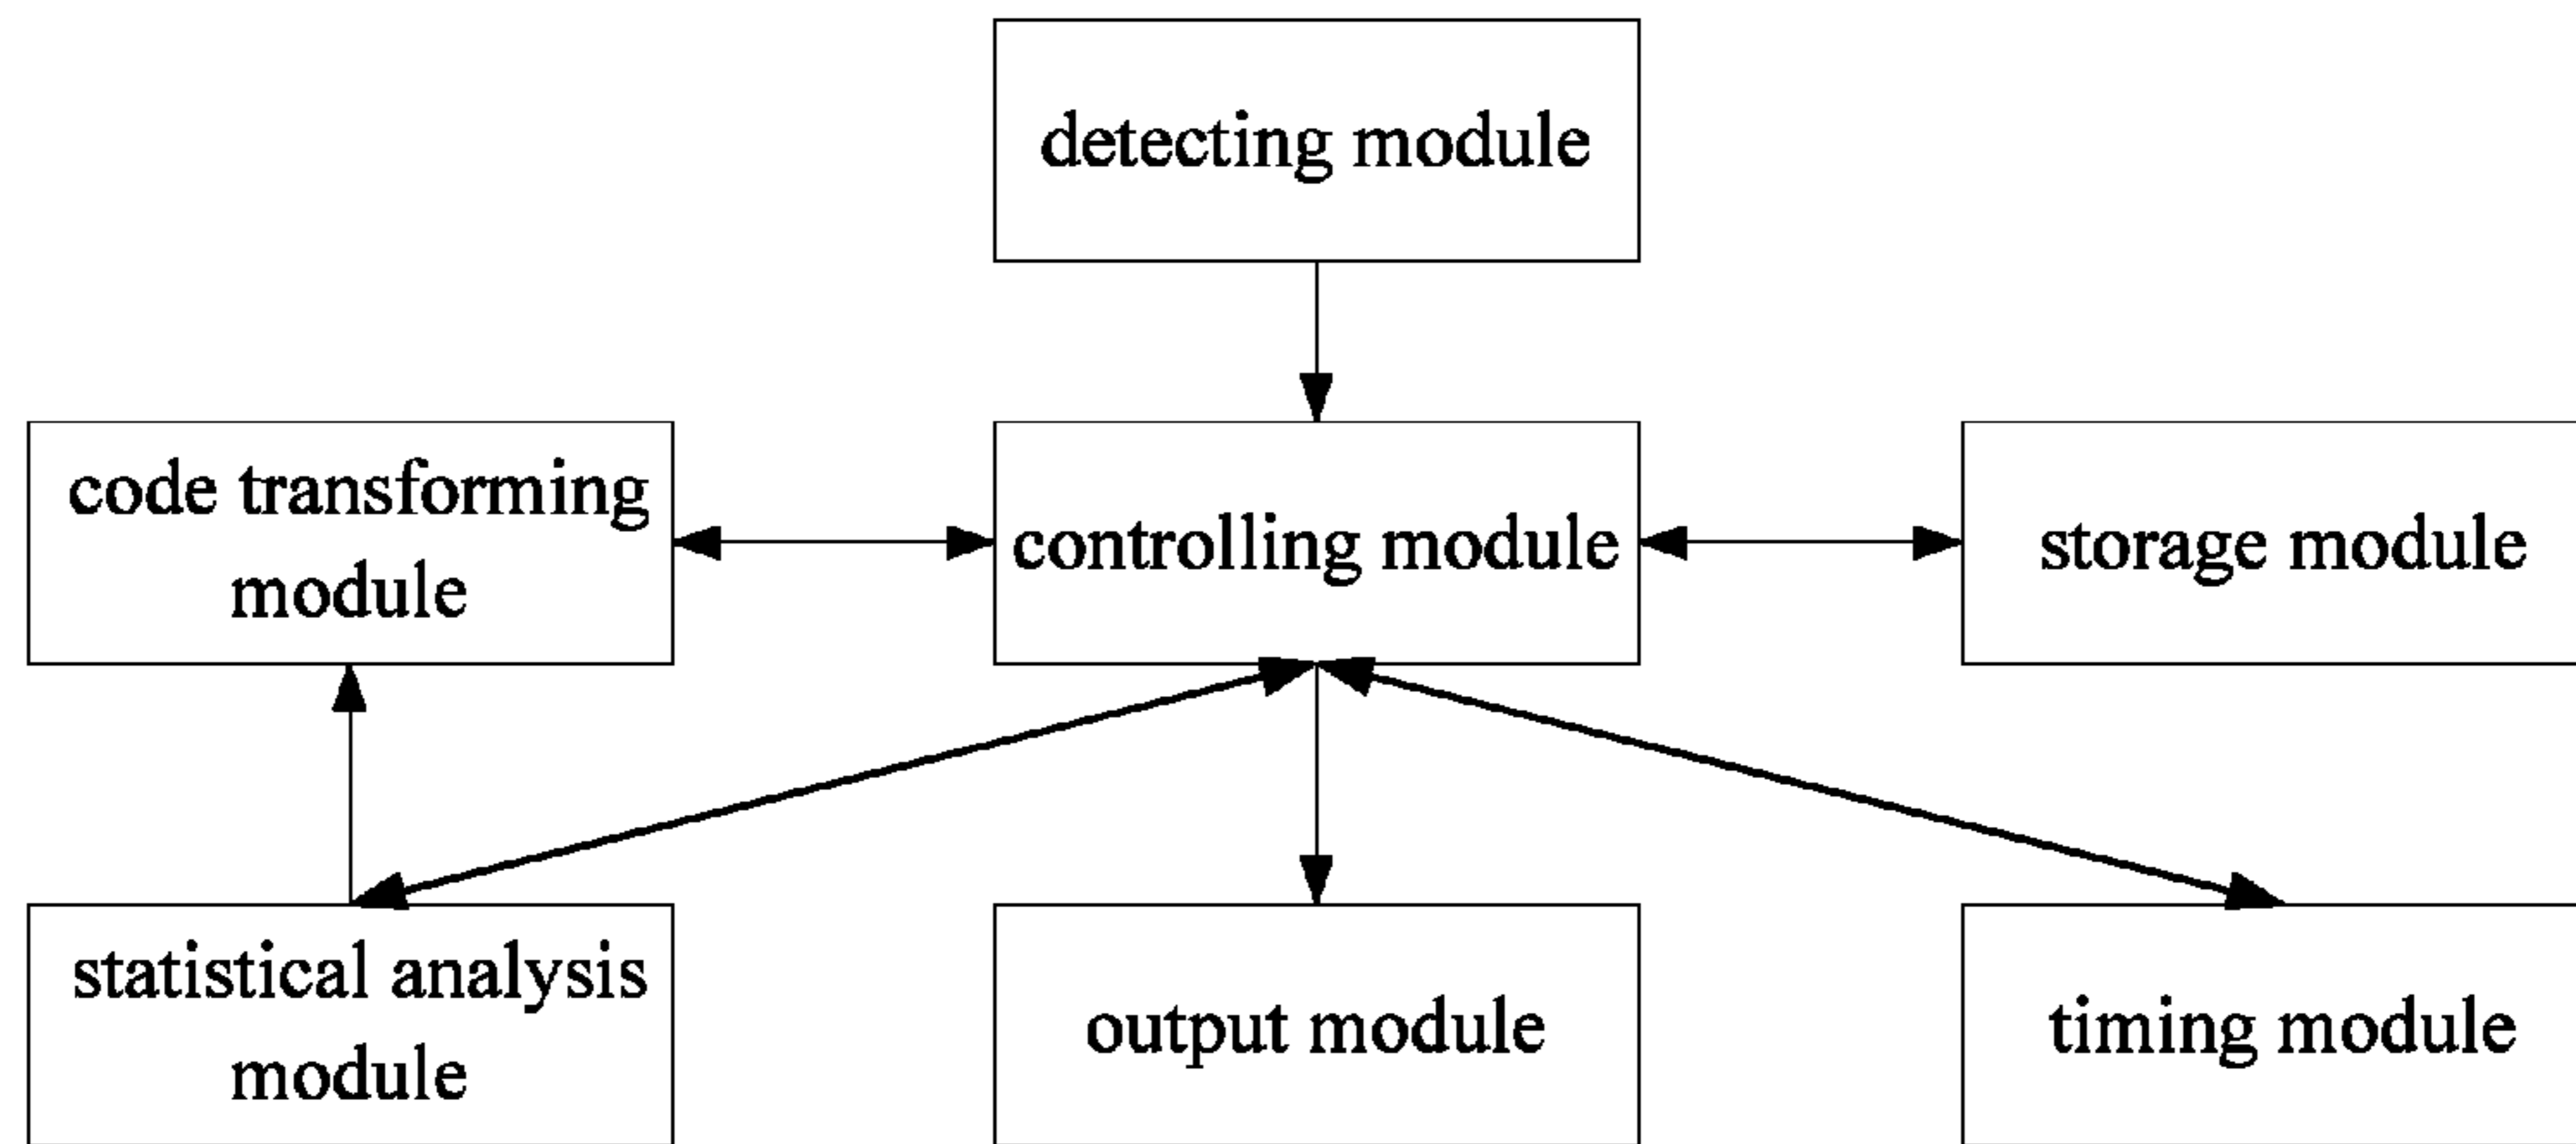 detecting module
code transforming
module
controlling module
storage module
statistical analysis
module
output module
timing module